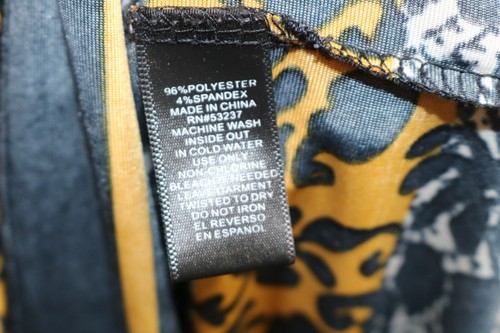 96%POLYESTER
4%SPANDEX
MADE IN CHINA
RN#53237
MACHINE WASH
INSIDE OUT
IN COLD WATER
USE ONLY
NON-CHLORINE
BLEACH IF NEEDED
LEAVE GARMENT
TWISTED TO DRY
DO NOT IRON
EL REVERSO
EN ESPANOL